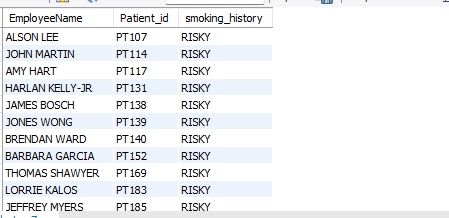 EmployeeName Patient_id smoking_history
ALSON LEE PT107 RISKY
JOHN MARTIN PT114 RISKY
AMY HART PT117 RISKY
HARLAN KELLY-JR PT131 RISKY
JAMES BOSCH PT138 RISKY
JONES WONG PT139 RISKY
BRENDAN WARD PT140 RISKY
BARBARA GARCIA PT152 RISKY
THOMAS SHAWYER PT169 RISKY
LORRIE KALOS PT183 RISKY
JEFFREY MYERS PT185 RISKY